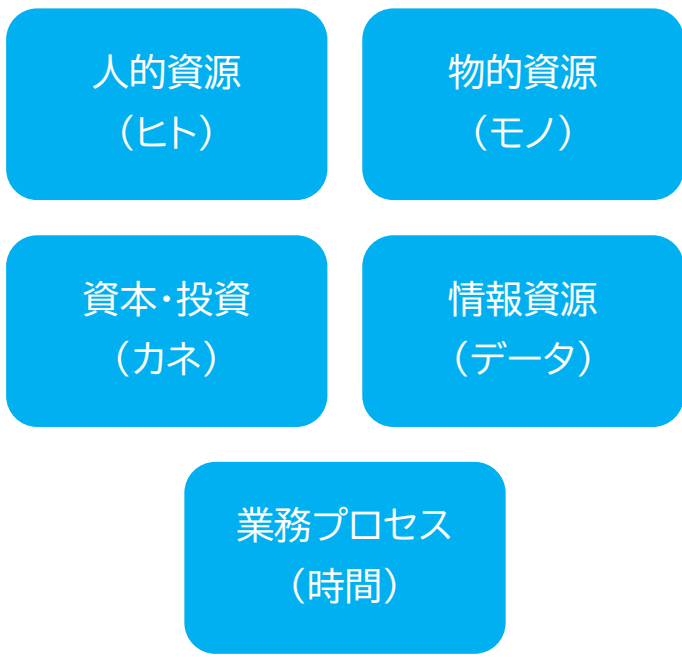 人的資源
（ヒト）
物的資源
（モノ）
資本・投資
（カネ）
情報資源
（データ）
業務プロセス
（時間）